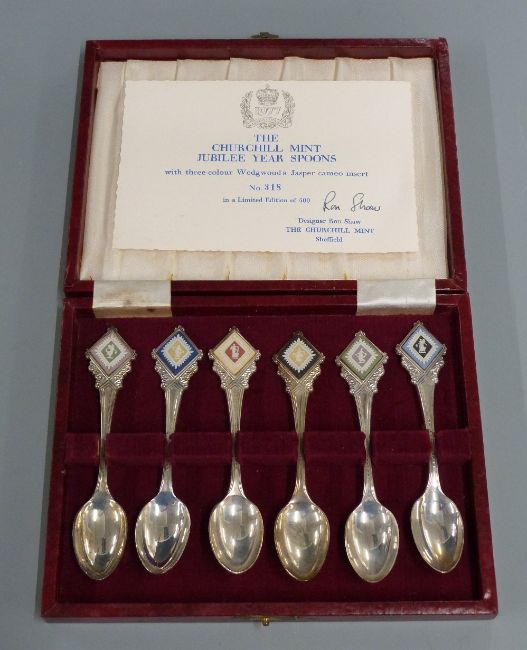 1977
THE
CHURCHILL MINT
JUBILEE YEAR SPOONS
with three-colour Wedgwood® Jasper cameo insert
No. 318
in a Limited Edition of 600
Ron Shaw
Designer Ron Shaw
THE CHURCHILL MINT
Sheffield